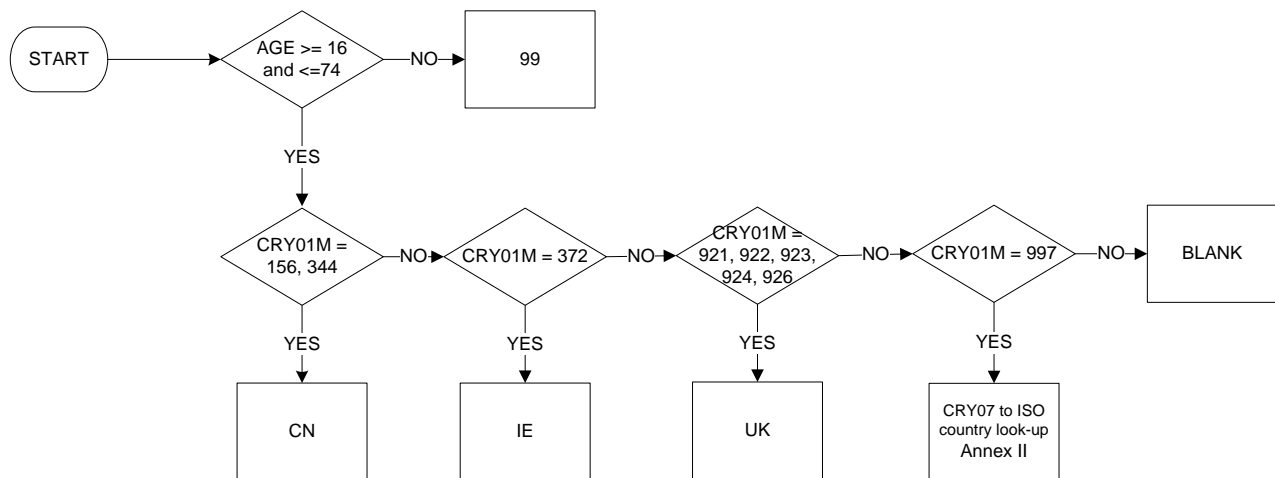 START
AGE >= 16
and <=74
NO
99
YES
CRY01M =
156, 344
NO
CRY01M = 372
NO
CRY01M =
921, 922, 923,
924, 926
NO
CRY01M = 997
NO
BLANK
YES
YES
YES
YES
CN
IE
UK
CRY07 to ISO
country look-up
Annex II